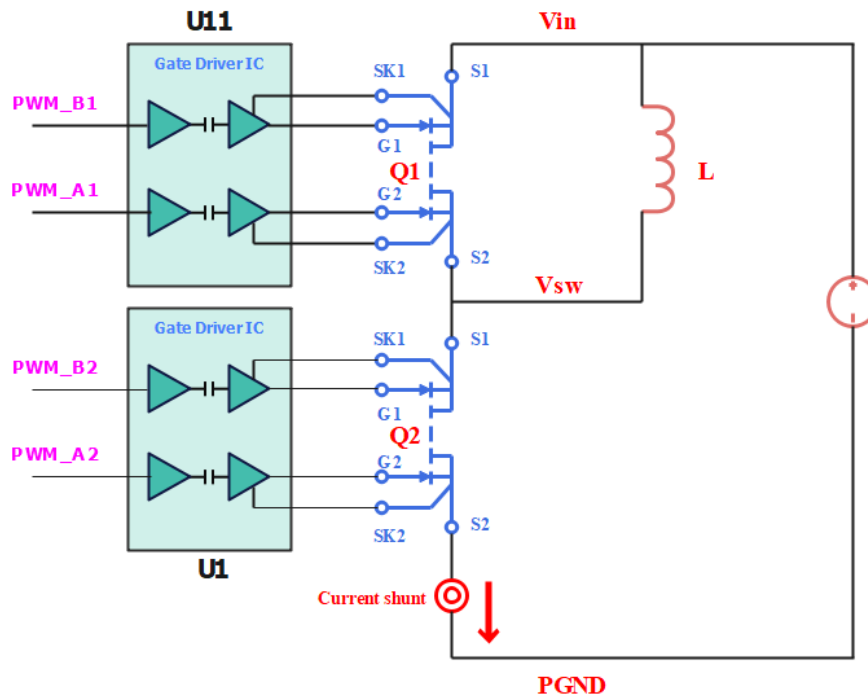 U11
Vin
Gate Driver IC
SK1
S1
PWM_B1
G1
Q1
L
PWM_A1
G2
SK2
S2
Vsw
Gate Driver IC
SK1
S1
PWM_B2
G1
Q2
PWM_A2
G2
SK2
S2
U1
Current shunt
PGND